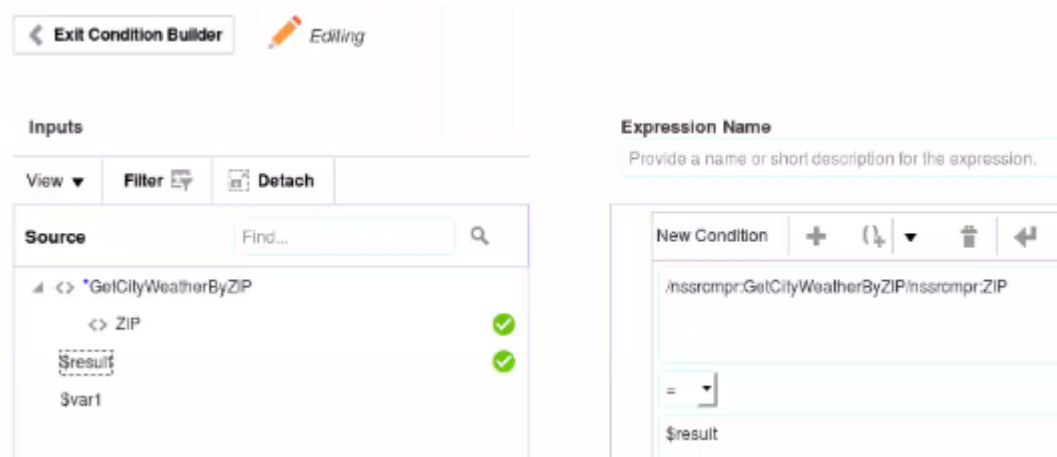 Exit Condition Builder
Editing
Inputs
Expression Name
Provide a name or short description for the expression.
View
Filter
Detach
Source
Find...
New Condition
*GetCityWeatherByZIP
/nssrcmpr:GetCityWeatherByZIP/nssrcmpr:ZIP
ZIP
$result
$var1
=
$result